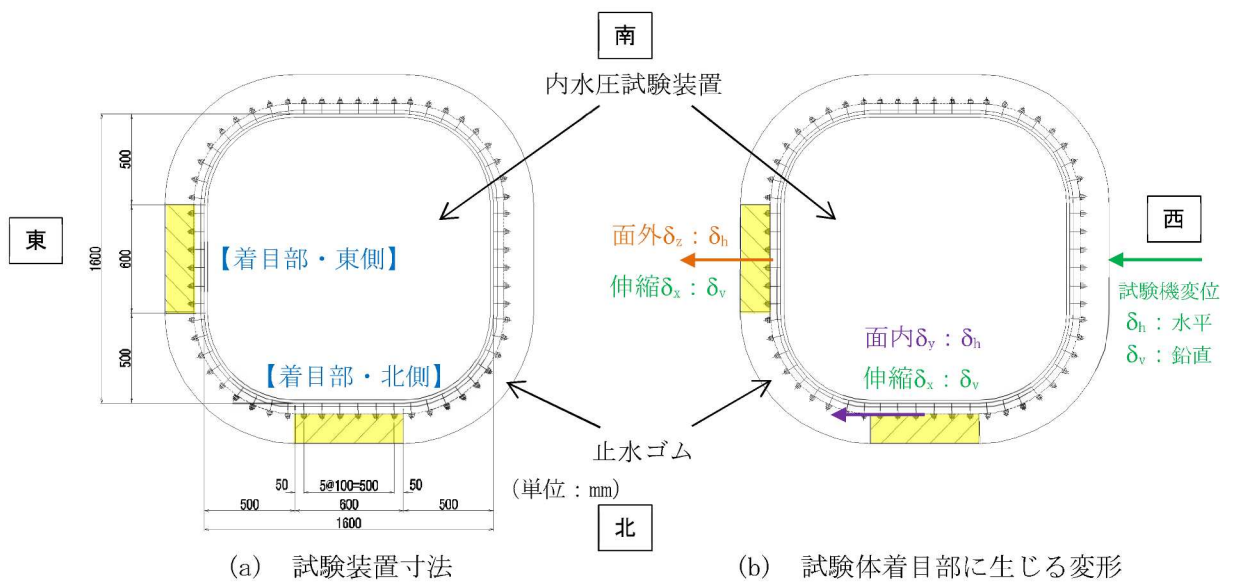 南
内水圧試験装置
東
西
500
600
500
1600
【着目部・東側】
【着目部・北側】
面外δz：δh
伸縮δx：δv
面内δy：δh
伸縮δx：δv
試験機変位
δh：水平
δv：鉛直
止水ゴム
50
5@100=500
50
500
600
500
1600
(単位：mm)
北
(a) 試験装置寸法
(b) 試験体着目部に生じる変形